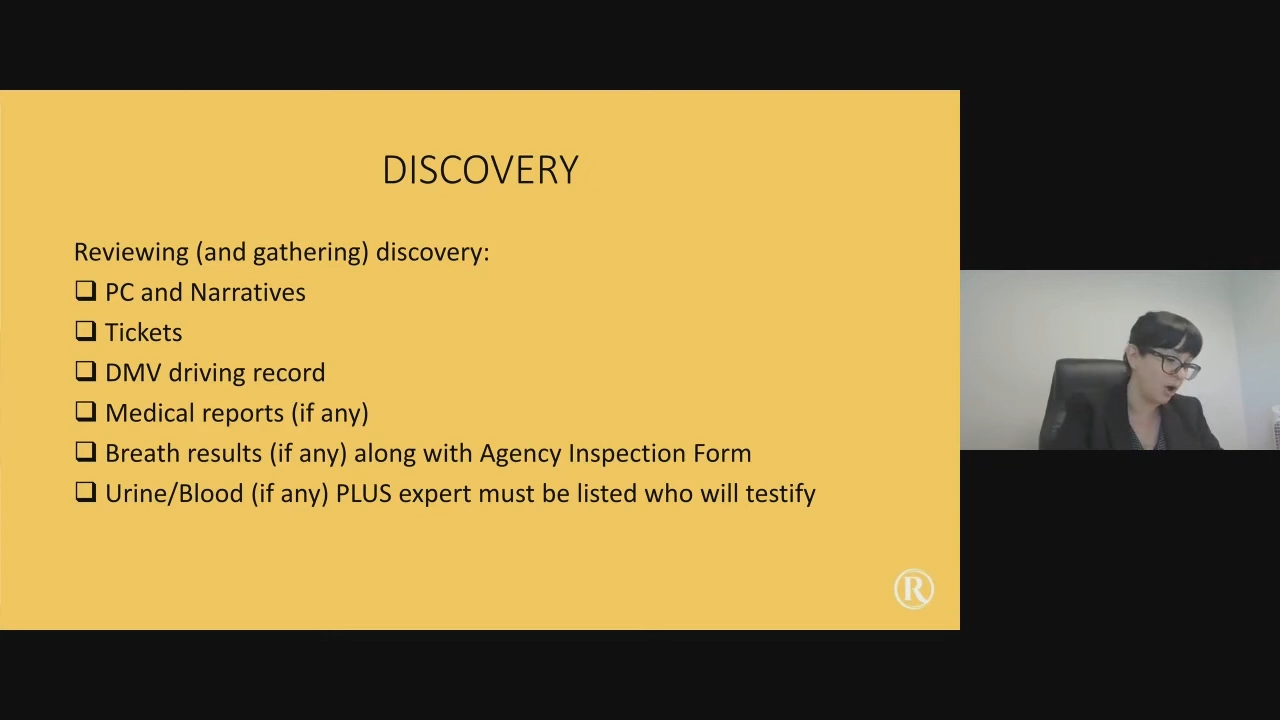 DISCOVERY
Reviewing (and gathering) discovery:
❑ PC and Narratives
❑ Tickets
❑ DMV driving record
❑ Medical reports (if any)
❑ Breath results (if any) along with Agency Inspection Form
❑ Urine/Blood (if any) PLUS expert must be listed who will testify
R